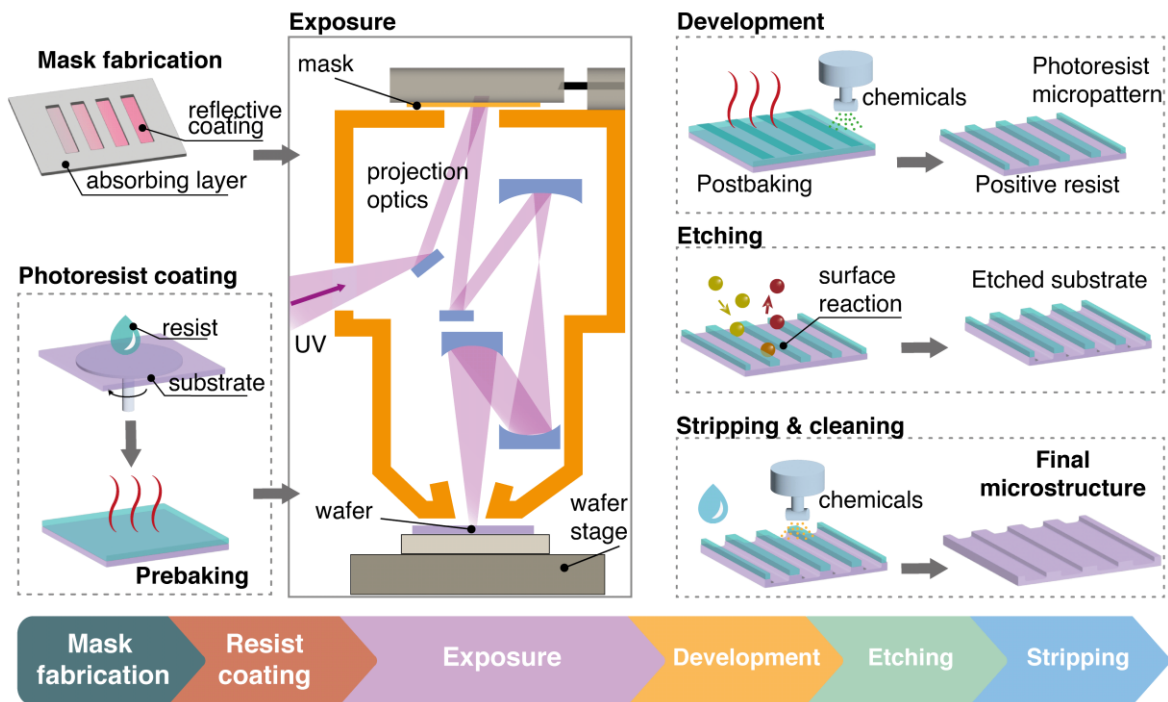 Mask fabrication
reflective
coating
absorbing layer
Photoresist coating
resist
substrate
Prebaking
Exposure
mask
projection
optics
UV
wafer
wafer
stage
Development
chemicals
Photoresist
micropattern
Postbaking
Positive resist
Etching
surface
reaction
Etched substrate
Stripping & cleaning
chemicals
Final
microstructure
Mask
fabrication
Resist
coating
Exposure
Development
Etching
Stripping